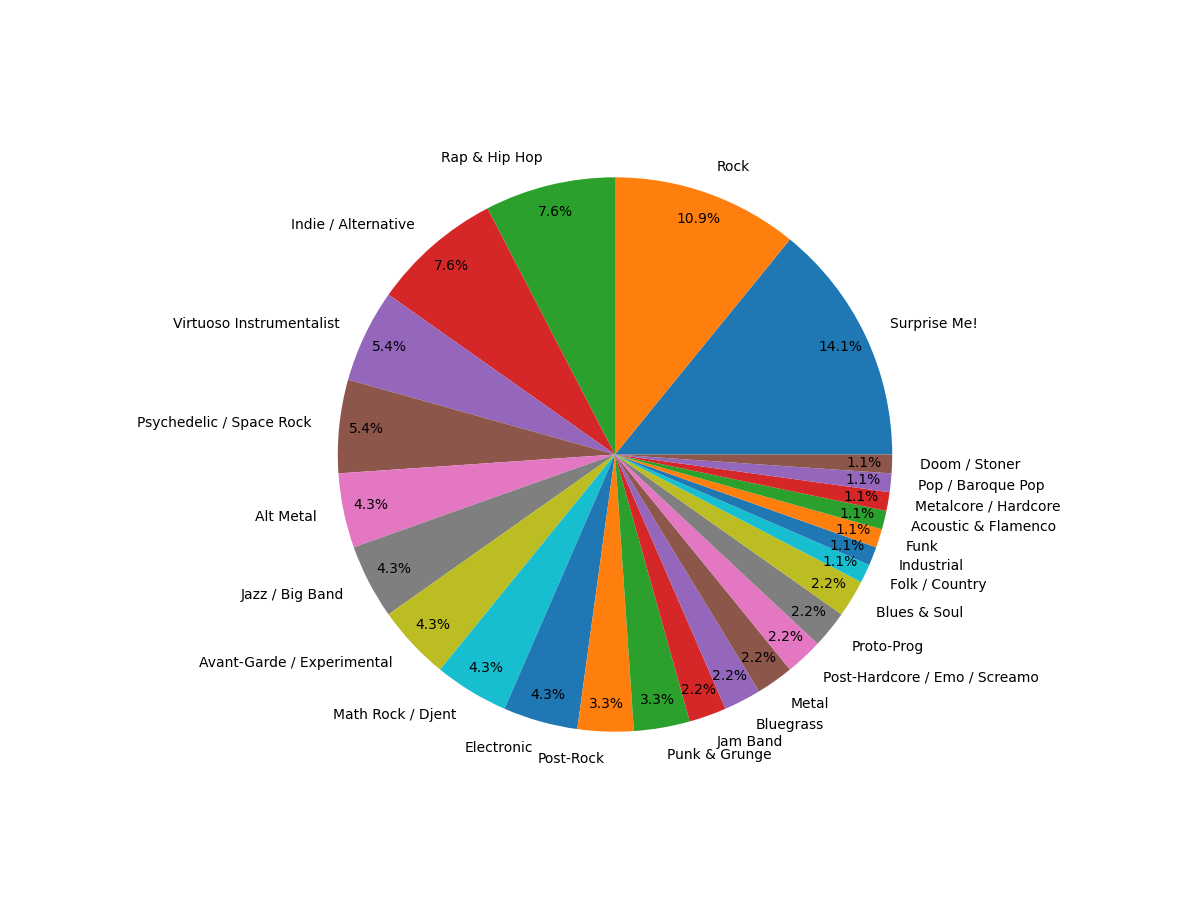 Rap & Hip Hop
Rock
7.6%
10.9%
Indie / Alternative
7.6%
Surprise Me!
14.1%
Virtuoso Instrumentalist
5.4%
Psychedelic / Space Rock
5.4%
Alt Metal
4.3%
Jazz / Big Band
4.3%
Avant-Garde / Experimental
4.3%
Math Rock / Djent
4.3%
Electronic
4.3%
Post-Rock
3.3%
Punk & Grunge
3.3%
Jam Band
2.2%
Bluegrass
2.2%
Metal
2.2%
Post-Hardcore / Emo / Screamo
2.2%
Proto-Prog
2.2%
Blues & Soul
2.2%
Folk / Country
1.1%
Industrial
1.1%
Funk
1.1%
Acoustic & Flamenco
1.1%
Metalcore / Hardcore
1.1%
Pop / Baroque Pop
1.1%
Doom / Stoner
1.1%